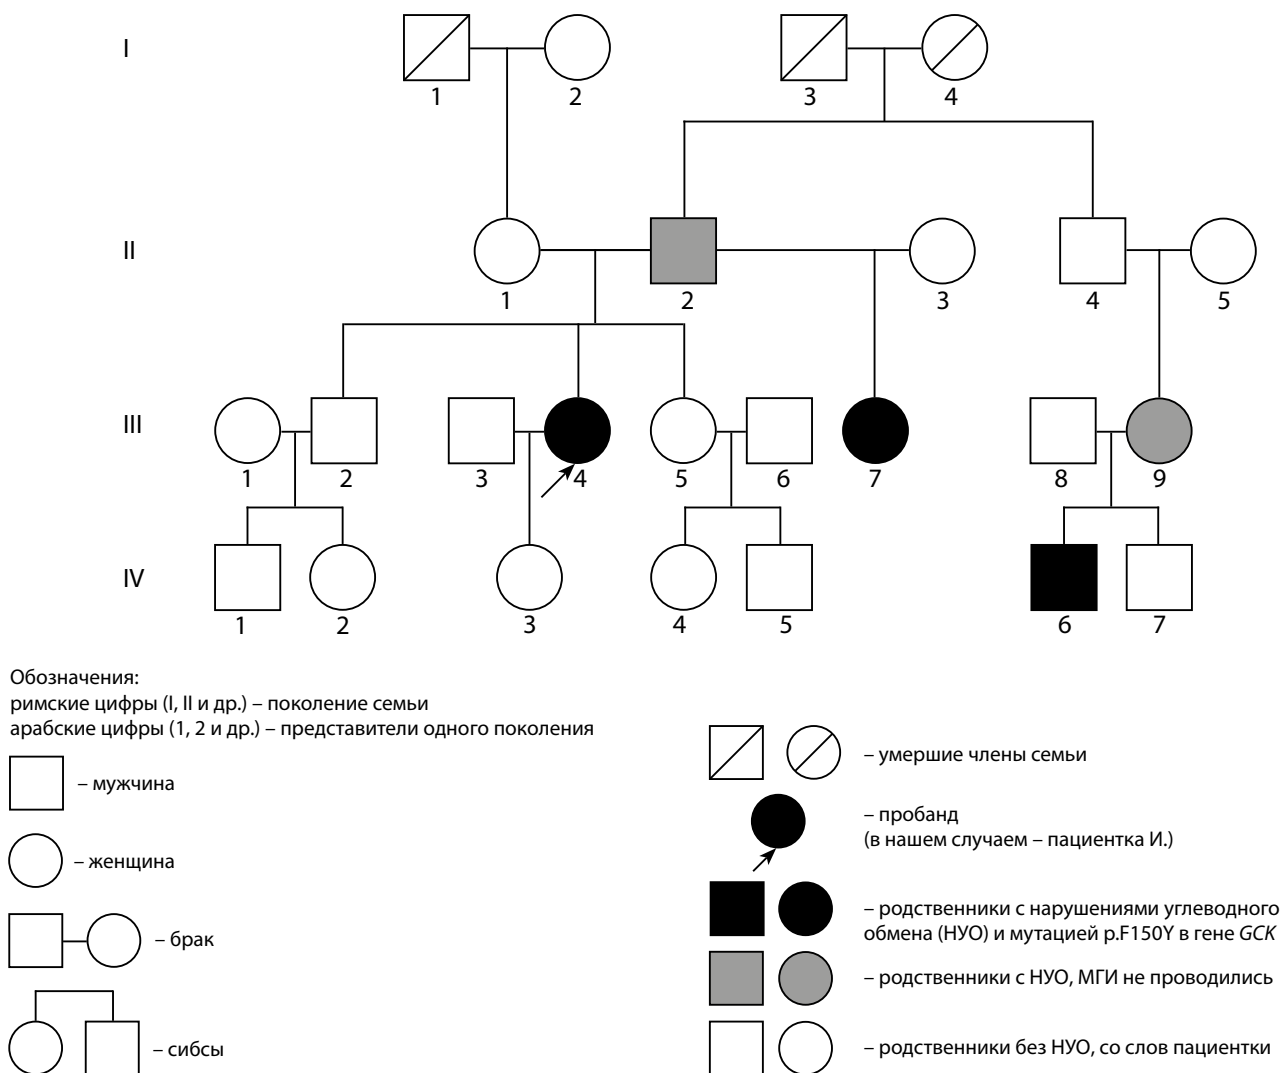 I
1
2
3
4
II
1
2
3
4
5
III
1
2
3
4
5
6
7
8
9
IV
1
2
3
4
5
6
7
Обозначения:
римские цифры (I, II и др.) – поколение семьи
арабские цифры (1, 2 и др.) – представители одного поколения
– мужчина
– женщина
– брак
– сибсы
– умершие члены семьи
– пробанд
(в нашем случаем – пациентка И.)
– родственники с нарушениями углеводного
обмена (НУО) и мутацией p.F150Y в гене GCK
– родственники с НУО, МГИ не проводились
– родственники без НУО, со слов пациентки